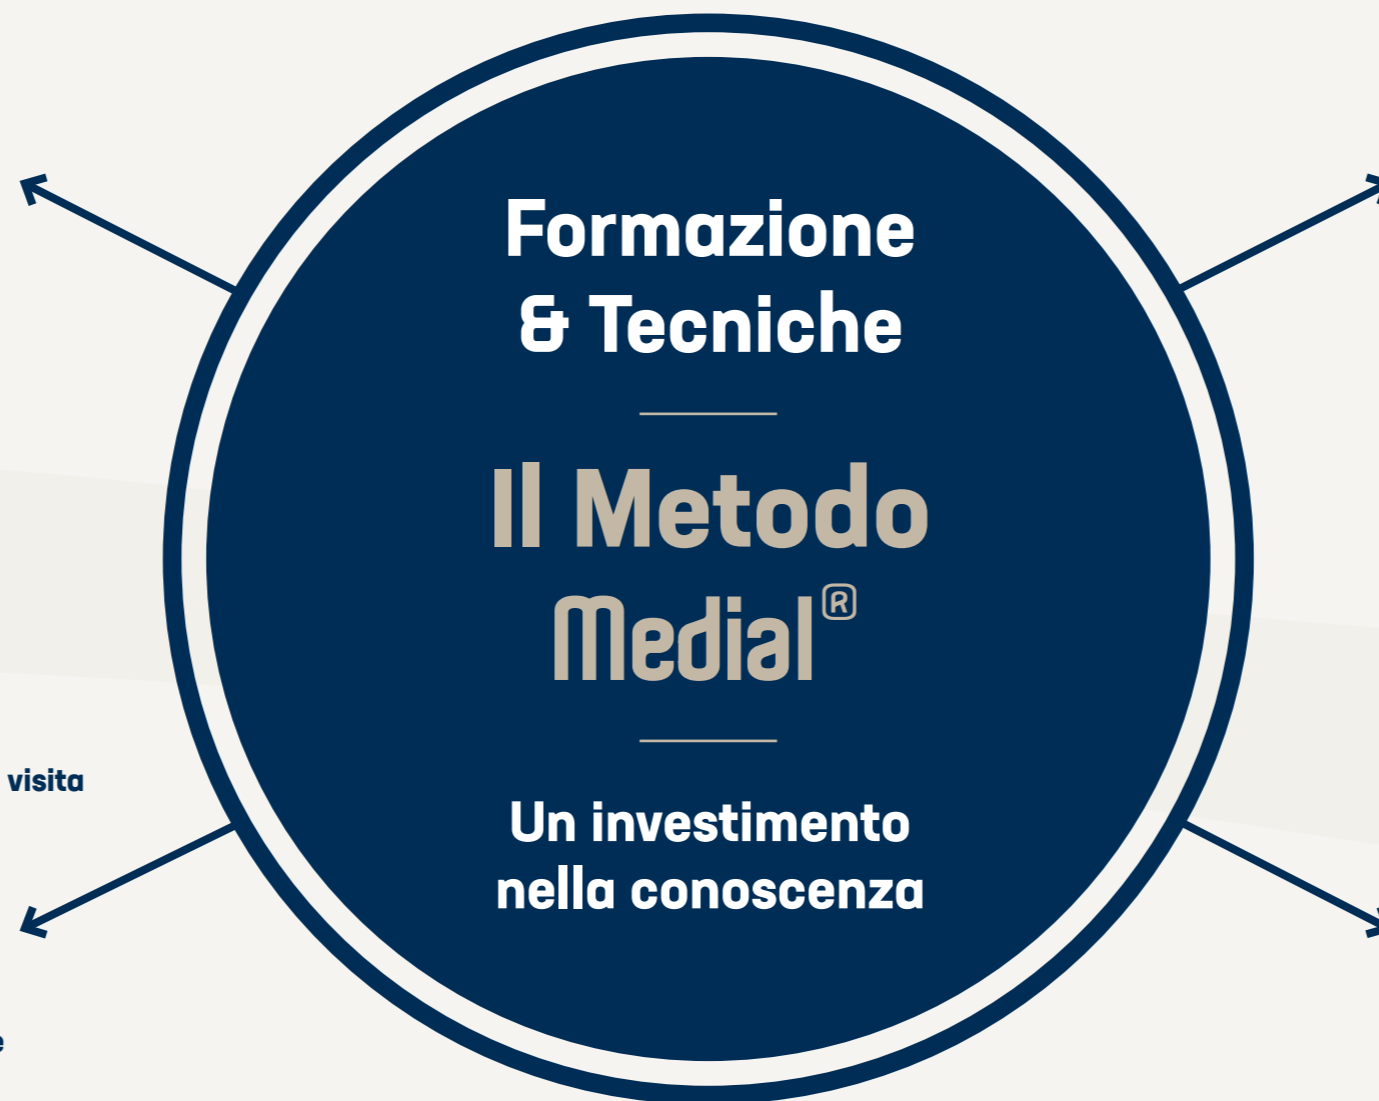 Formazione
& Tecniche
Il Metodo
Medial®
visita
Un investimento
nella conoscenza
e